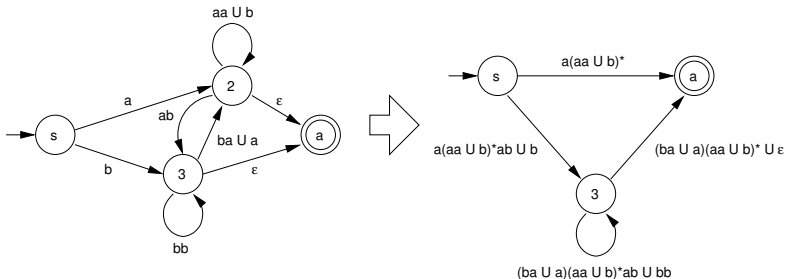 aa U b
2
a
ε
ab
s
a
ba U a
b
3
ε
bb
s
a(aa U b)*
a
a(aa U b)*ab U b
(ba U a)(aa U b)* U ε
3
(ba U a)(aa U b)*ab U bb